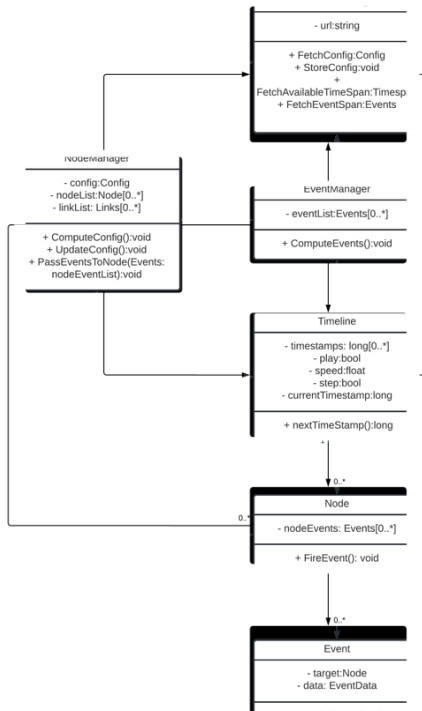 - url:string
+ FetchConfig:Config
+ StoreConfig:void
+
FetchAvailableTimeSpan:Timesp
+ FetchEventSpan:Events
NodeManager
- config:Config
- nodeList:Node[0..*]
- linkList: Links[0..*]
+ ComputeConfig():void
+ UpdateConfig():void
+ PassEventsToNode(Events:
nodeEventList):void
EventManager
- eventList:Events[0..*]
+ ComputeEvents():void
Timeline
- timestamps: long[0..*]
- play:bool
- speed:float
- step:bool
- currentTimestamp:long
+ nextTimeStamp():long
+
0..*
0..*
Node
- nodeEvents: Events[0..*]
+ FireEvent(): void
0..*
Event
- target:Node
- data: EventData